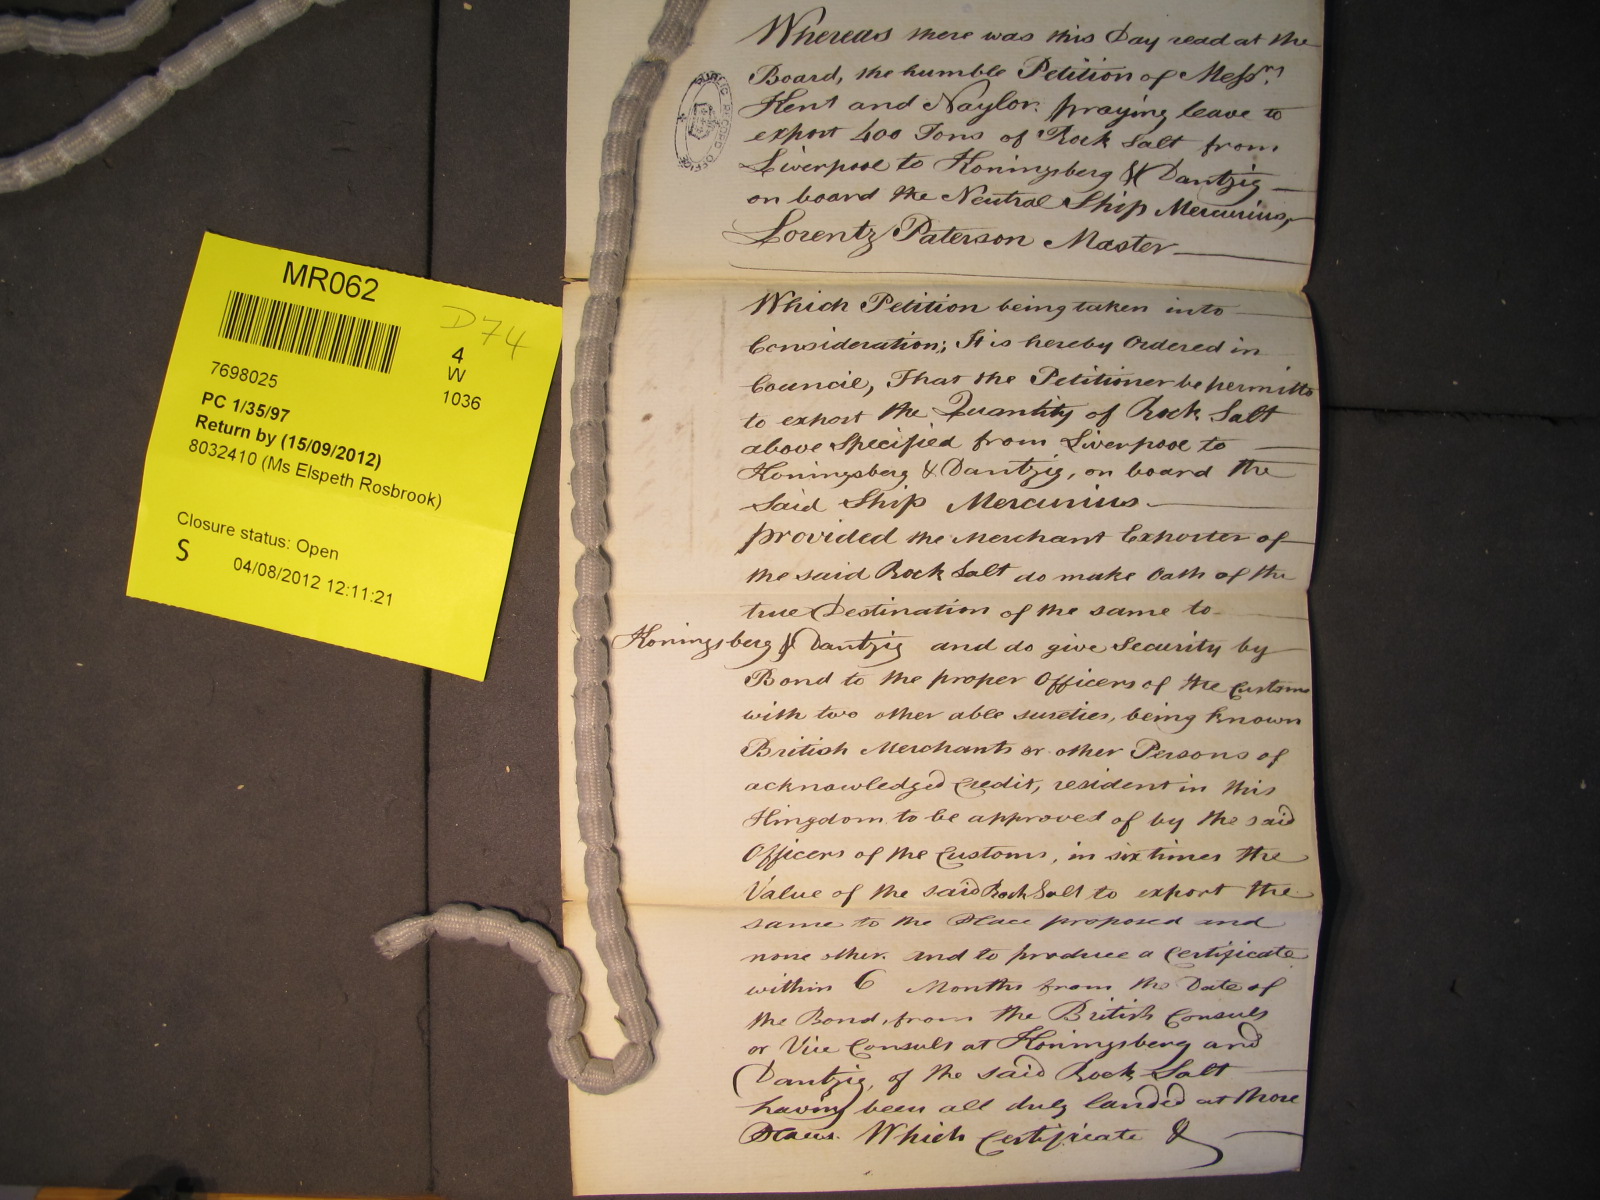 Whereas there was this Day read at the
Board, the humble Petition of Messrs.
Kent and Naylor. praying leave to
export 400 Tons of Rock Salt from
Liverpool to Koningsberg & Dantzig
on board the Neutral Ship Mercurius,
Lorentz Paterson Master
Which Petition being taken into
Consideration; It is hereby Ordered in
Council, That the Petitioner be permitted
to export the Quantity of Rock Salt
above Specified from Liverpool to
Koningsberg & Dantzig, on board the
Said Ship Mercurius.
provided the Merchant Exporter of
the said Rock Salt do make Oath of the
true Destination of the same to
Koningsberg & Dantzig and do give Security by
Bond to the proper Officers of the Customs
with two other able sureties, being known
British Merchants or other Persons of
acknowledged Credit, resident in this
Kingdom to be approved of by the said
Officers of the Customs, in six times the
Value of the said Rock Salt to export the
same to the Place proposed and
none other. and to produce a Certificate
within 6 Months from the Date of
the Bond, from the British Consuls
or Vice Consuls at Koningsberg and
Dantzig, of the said Rock Salt
having been all duly landed at those
Places. Which Certificate &
PUBLIC RECORD OFFICE
MR062
D74
4
W
1036
7698025
PC 1/35/97
Return by (15/09/2012)
8032410 (Ms Elspeth Rosbrook)
Closure status: Open
S
04/08/2012 12:11:21